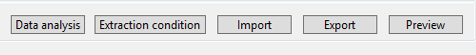 Data analysis Extraction condition Import Export Preview